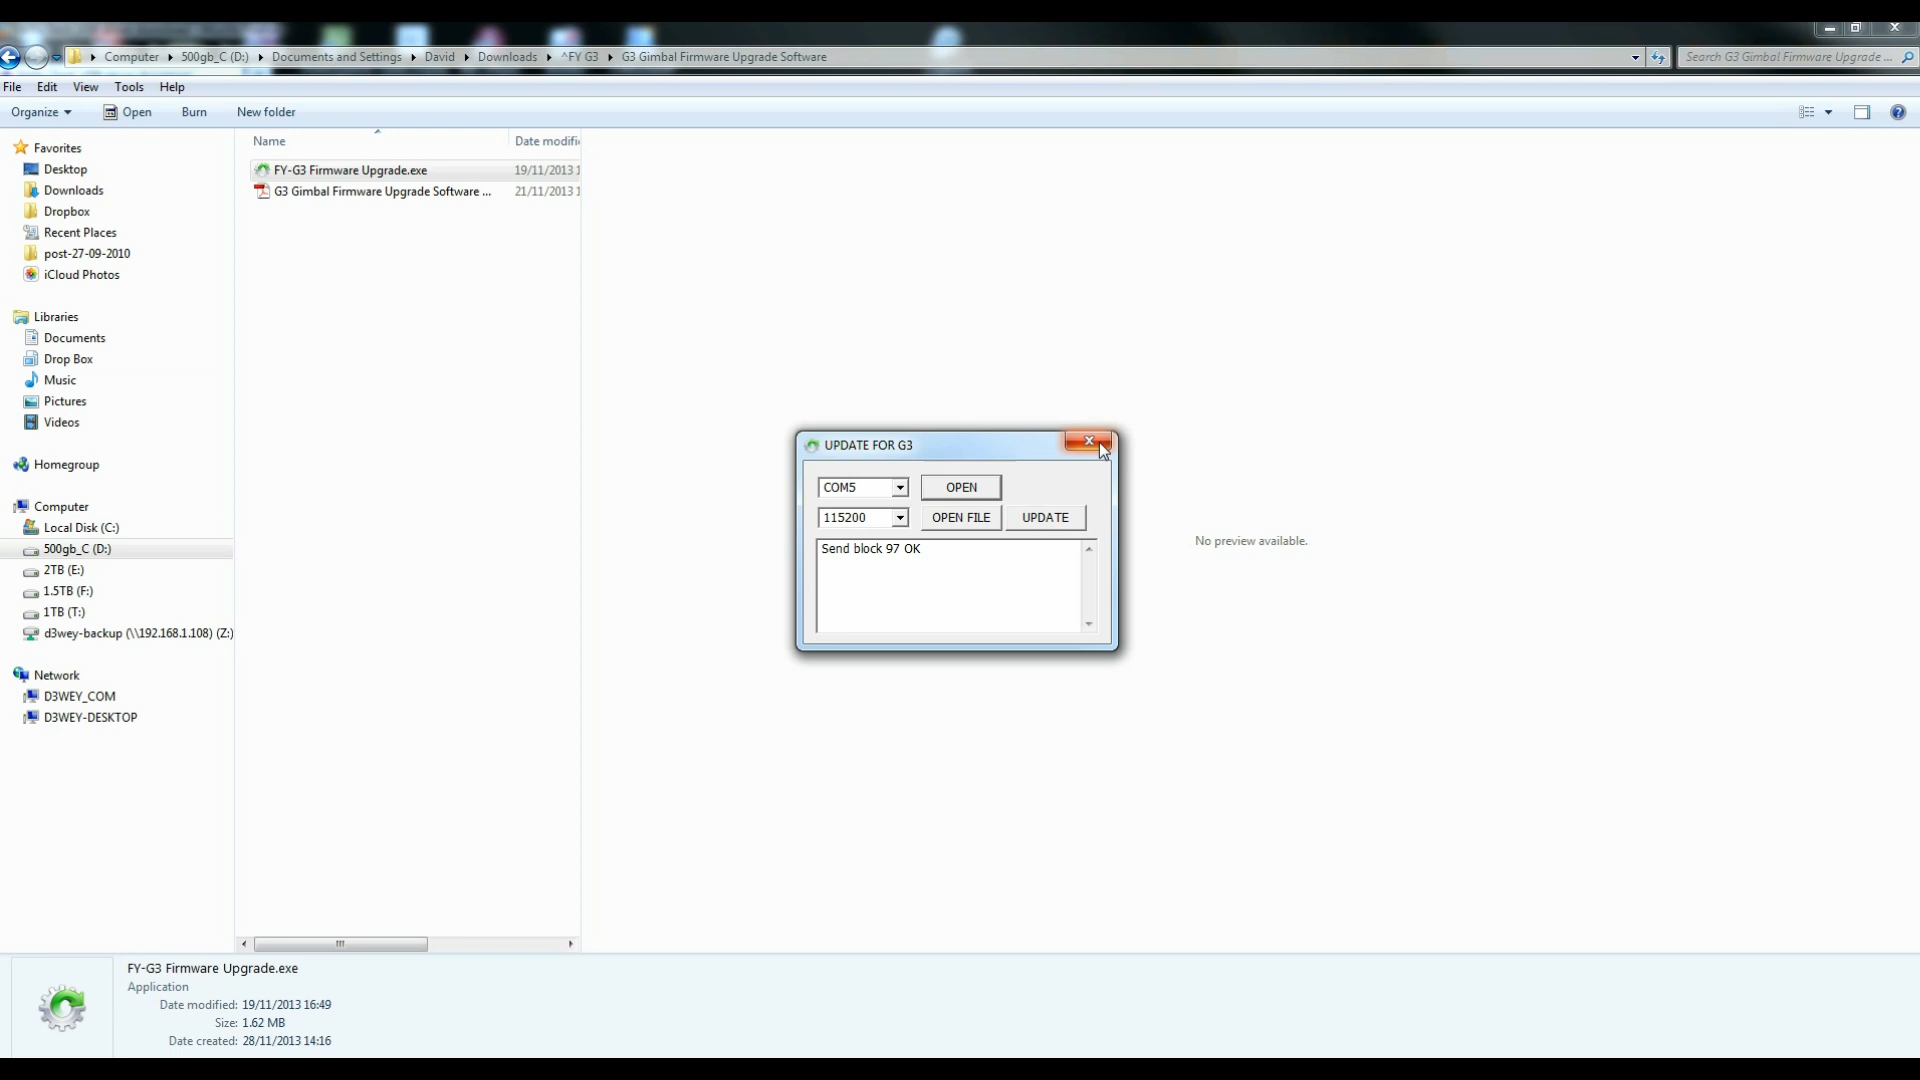 Computer 500gb_C (D:) Documents and Settings David Downloads ^FY G3 G3 Gimbal Firmware Upgrade Software
Search G3 Gimbal Firmware Upgrade ...
File Edit View Tools Help
Organize Open Burn New folder
Name Date modifi
Favorites
Desktop
Downloads
Dropbox
Recent Places
post-27-09-2010
iCloud Photos
Libraries
Documents
Drop Box
Music
Pictures
Videos
Homegroup
Computer
Local Disk (C:)
500gb_C (D:)
2TB (E:)
1.5TB (F:)
1TB (T:)
d3wey-backup (\\192.168.1.108) (Z:)
Network
D3WEY_COM
D3WEY-DESKTOP
FY-G3 Firmware Upgrade.exe 19/11/2013 1
G3 Gimbal Firmware Upgrade Software ... 21/11/2013 1
UPDATE FOR G3
COM5 OPEN
115200 OPEN FILE UPDATE
Send block 97 OK
No preview available.
FY-G3 Firmware Upgrade.exe
Application
Date modified: 19/11/2013 16:49
Size: 1.62 MB
Date created: 28/11/2013 14:16